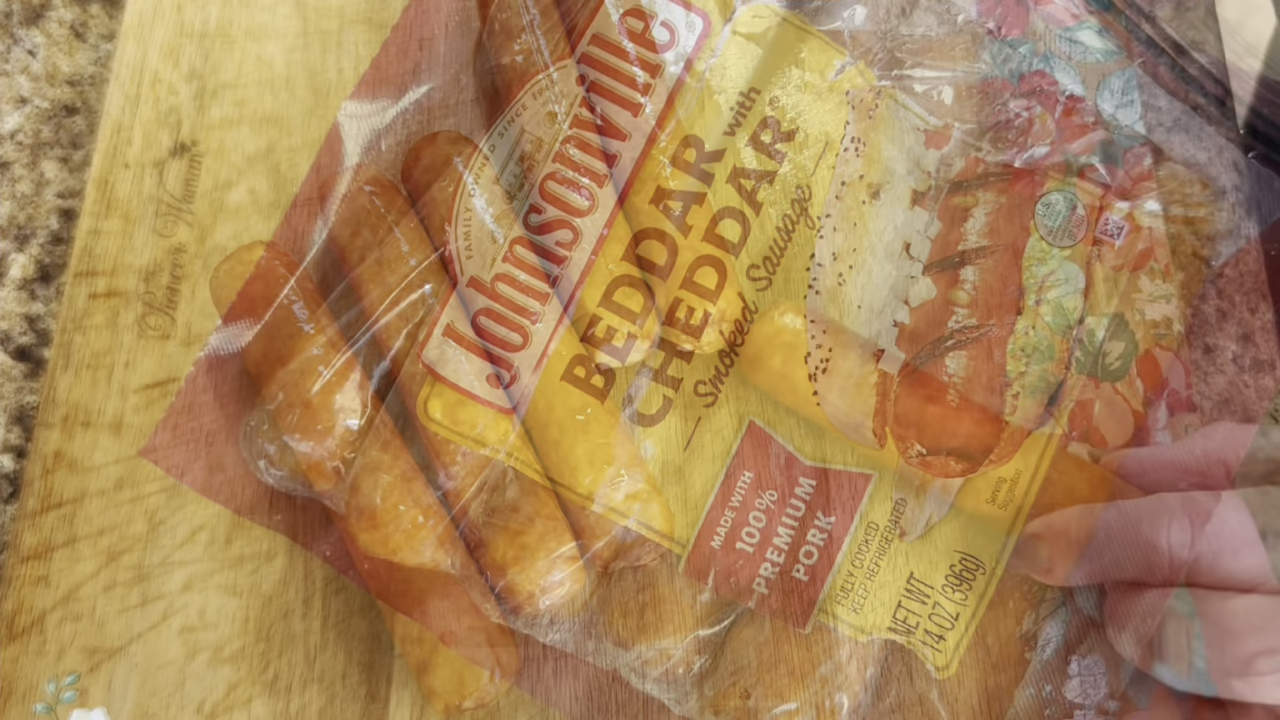 Pioneer Woman
FAMILY OWNED SINCE
Johnsonville
BEDDAR with
CHEDDAR®
Smoked Sausage
MADE WITH
100%
PREMIUM
PORK
FULLY COOKED
KEEP REFRIGERATED
NET WT
14 OZ (396g)
Serving
Suggestion